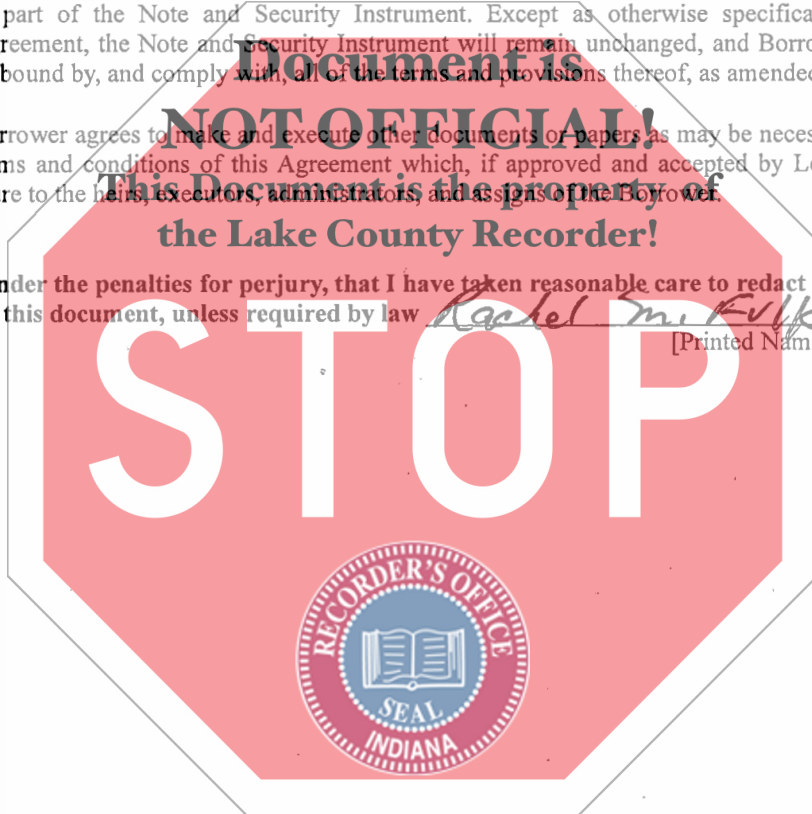 part of the Note and Security Instrument. Except as otherwise specifica
reement, the Note and Security Instrument will remain unchanged, and Borro
bound by, and comply with, all of the terms and provisions thereof, as amended
Document is
NOT OFFICIAL!
rrower agrees to make and execute other documents or papers as may be neces
ms and conditions of this Agreement which, if approved and accepted by Le
re to the heirs, executors, administrators, and assigns of the Borrower.
This Document is the property of
the Lake County Recorder!
nder the penalties for perjury, that I have taken reasonable care to redact
this document, unless required by law Rachel M.
[Printed Nam
STOP
RECORDER'S OFFICE
SEAL
INDIANA